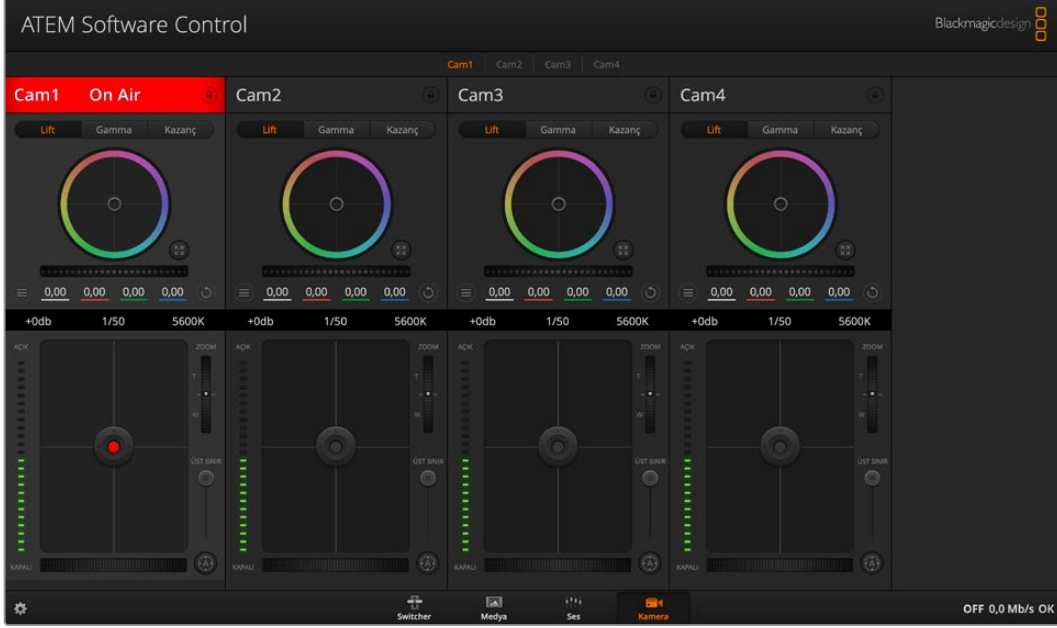 ATEM Software Control
Blackmagicdesign
Cam1 Cam2 Cam3 Cam4
Cam1 On Air Cam2 Cam3 Cam4
Lift Gamma Kazanç Lift Gamma Kazanç Lift Gamma Kazanç Lift Gamma Kazanç
0,00 0,00 0,00 0,00 0,00 0,00 0,00 0,00 0,00 0,00 0,00 0,00 0,00 0,00 0,00 0,00
+0db 1/50 5600K +0db 1/50 5600K +0db 1/50 5600K +0db 1/50 5600K
AÇIK ZOOM AÇIK ZOOM AÇIK ZOOM AÇIK ZOOM
T T T T
W W W W
ÜST SINIR ÜST SINIR ÜST SINIR ÜST SINIR
KAPALI A KAPALI A KAPALI A KAPALI A
Switcher Medya Ses Kamera
OFF 0,0 Mb/s OK